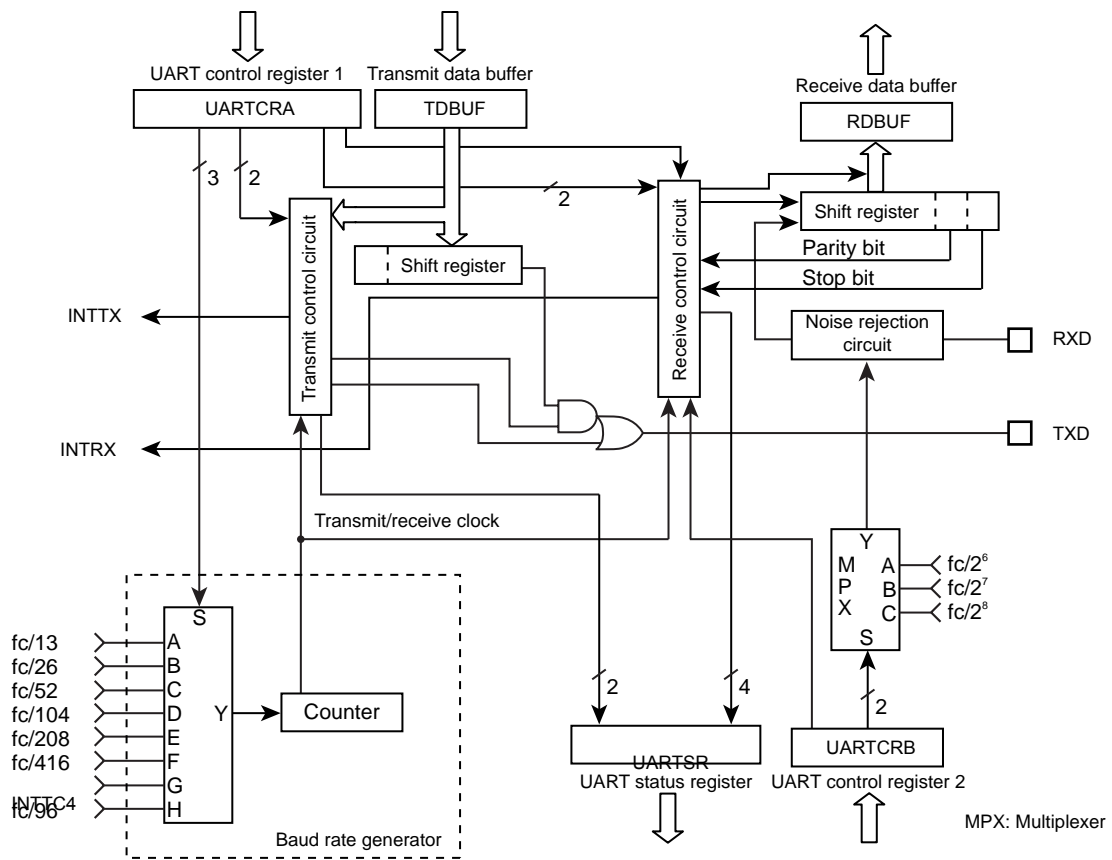 UART control register 1
Transmit data buffer
Receive data buffer
UARTCRA
TDBUF
RDBUF
3
2
2
Transmit control circuit
Shift register
Receive control circuit
Shift register
Parity bit
Stop bit
INTTX
Noise rejection
circuit
RXD
INTRX
TXD
Transmit/receive clock
Y
M
P
X
A
B
C
S
fc/2⁶
fc/2⁷
fc/2⁸
S
fc/13
fc/26
fc/52
fc/104
fc/208
fc/416
INTTC4
fc/96
A
B
C
D
E
F
G
H
Y
Counter
Baud rate generator
2
4
2
UARTSR
UART status register
UARTCRB
UART control register 2
MPX: Multiplexer